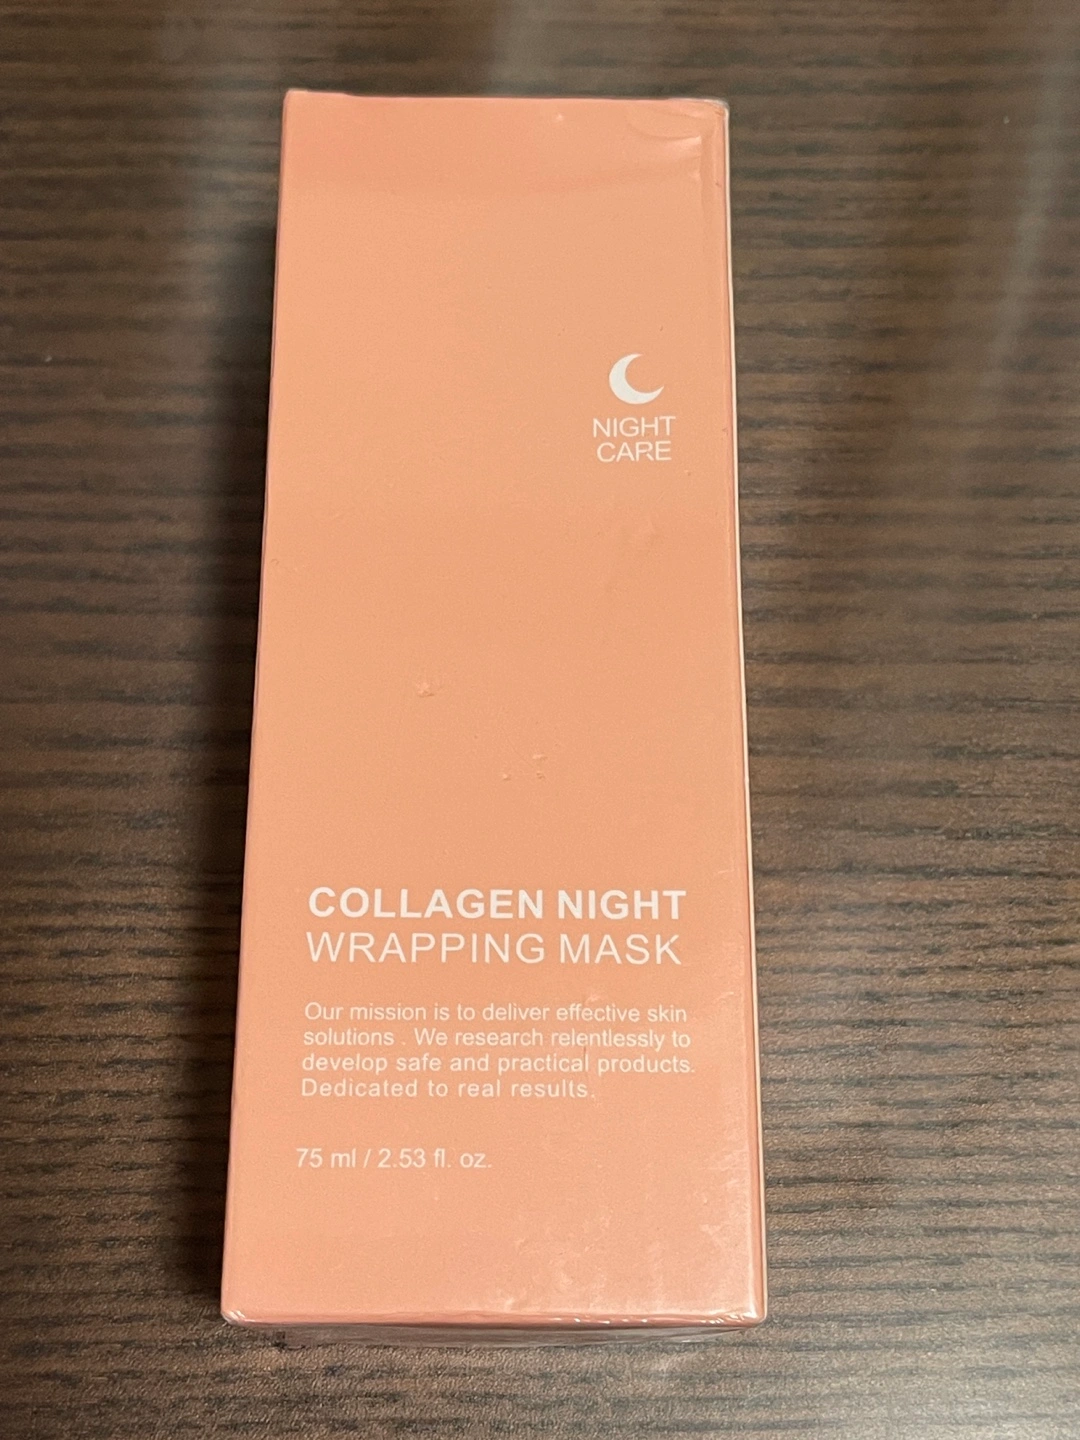 NIGHT
CARE
COLLAGEN NIGHT
WRAPPING MASK
Our mission is to deliver effective skin
solutions . We research relentlessly to
develop safe and practical products.
Dedicated to real results.
75 ml / 2.53 fl. oz.